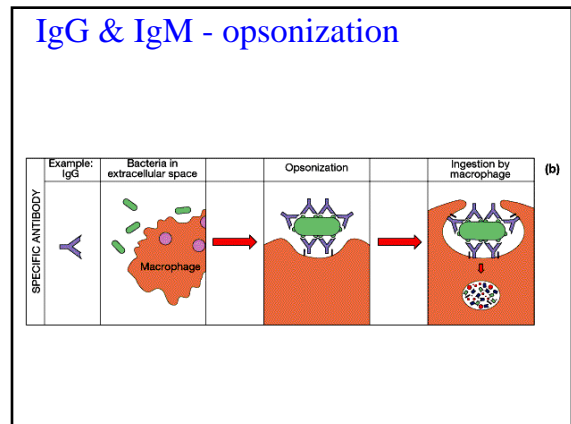 IgG & IgM - opsonization
SPECIFIC ANTIBODY
Example:
IgG
Bacteria in
extracellular space
Opsonization
Ingestion by
macrophage
(b)
Macrophage